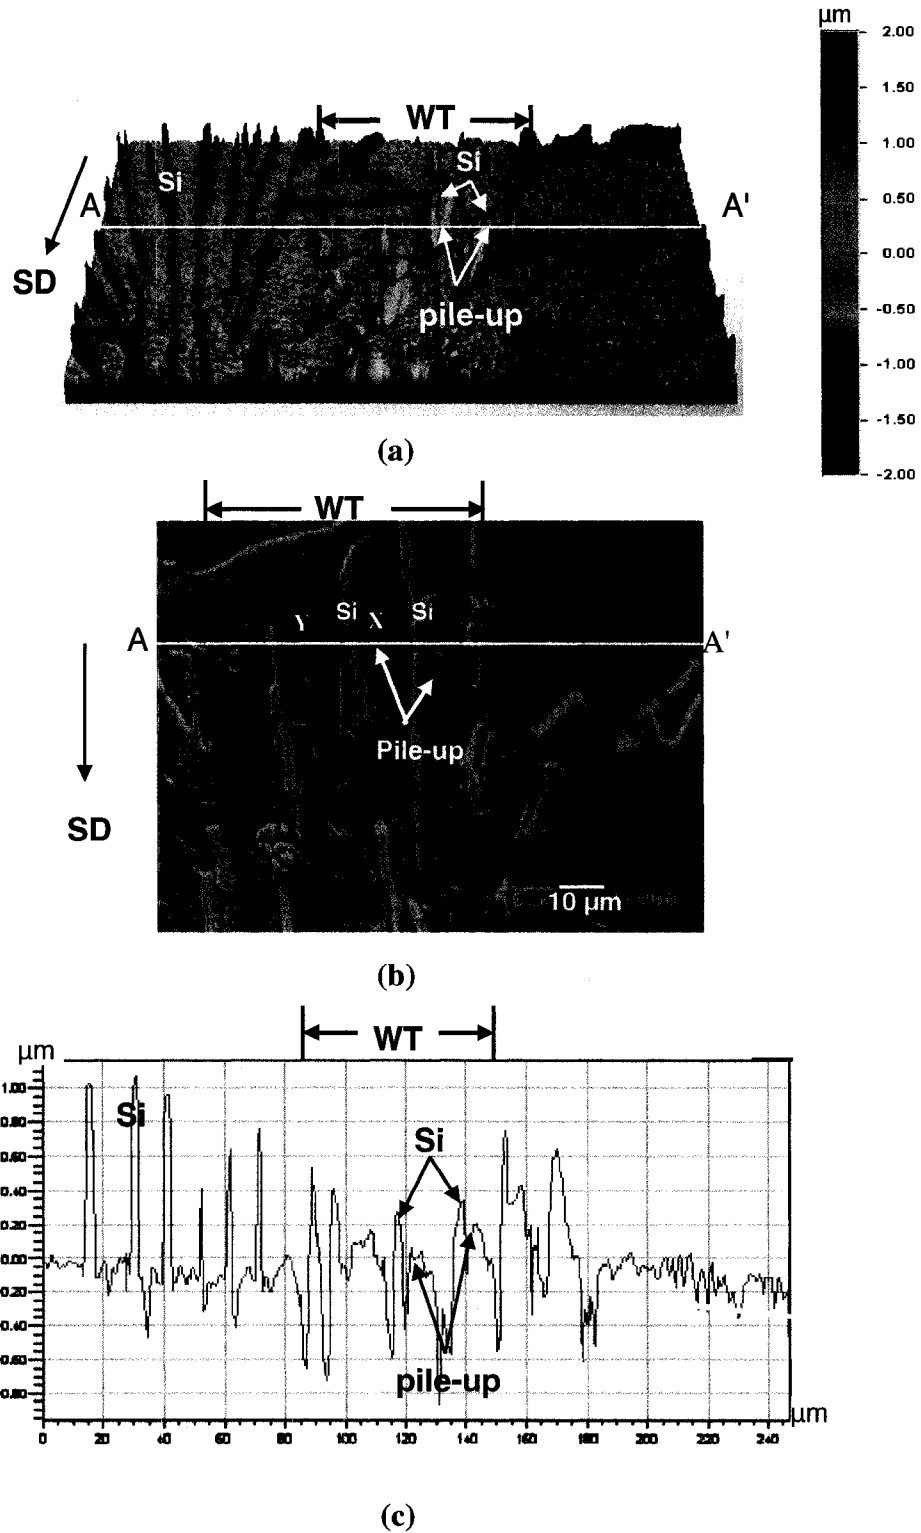 µm
2.00
1.50
1.00
0.50
0.00
-0.50
-1.00
-1.50
-2.00
WT
Si
Si
A
A'
SD
pile-up
(a)
WT
Y
Si
X
Si
A
A'
Pile-up
SD
10 µm
(b)
WT
µm
1.00
0.80
0.60
0.40
0.20
0.00
0.20
0.40
0.60
0.80
Si
Si
pile-up
µm
0 20 40 60 80 100 120 140 160 180 200 220 240
(c)